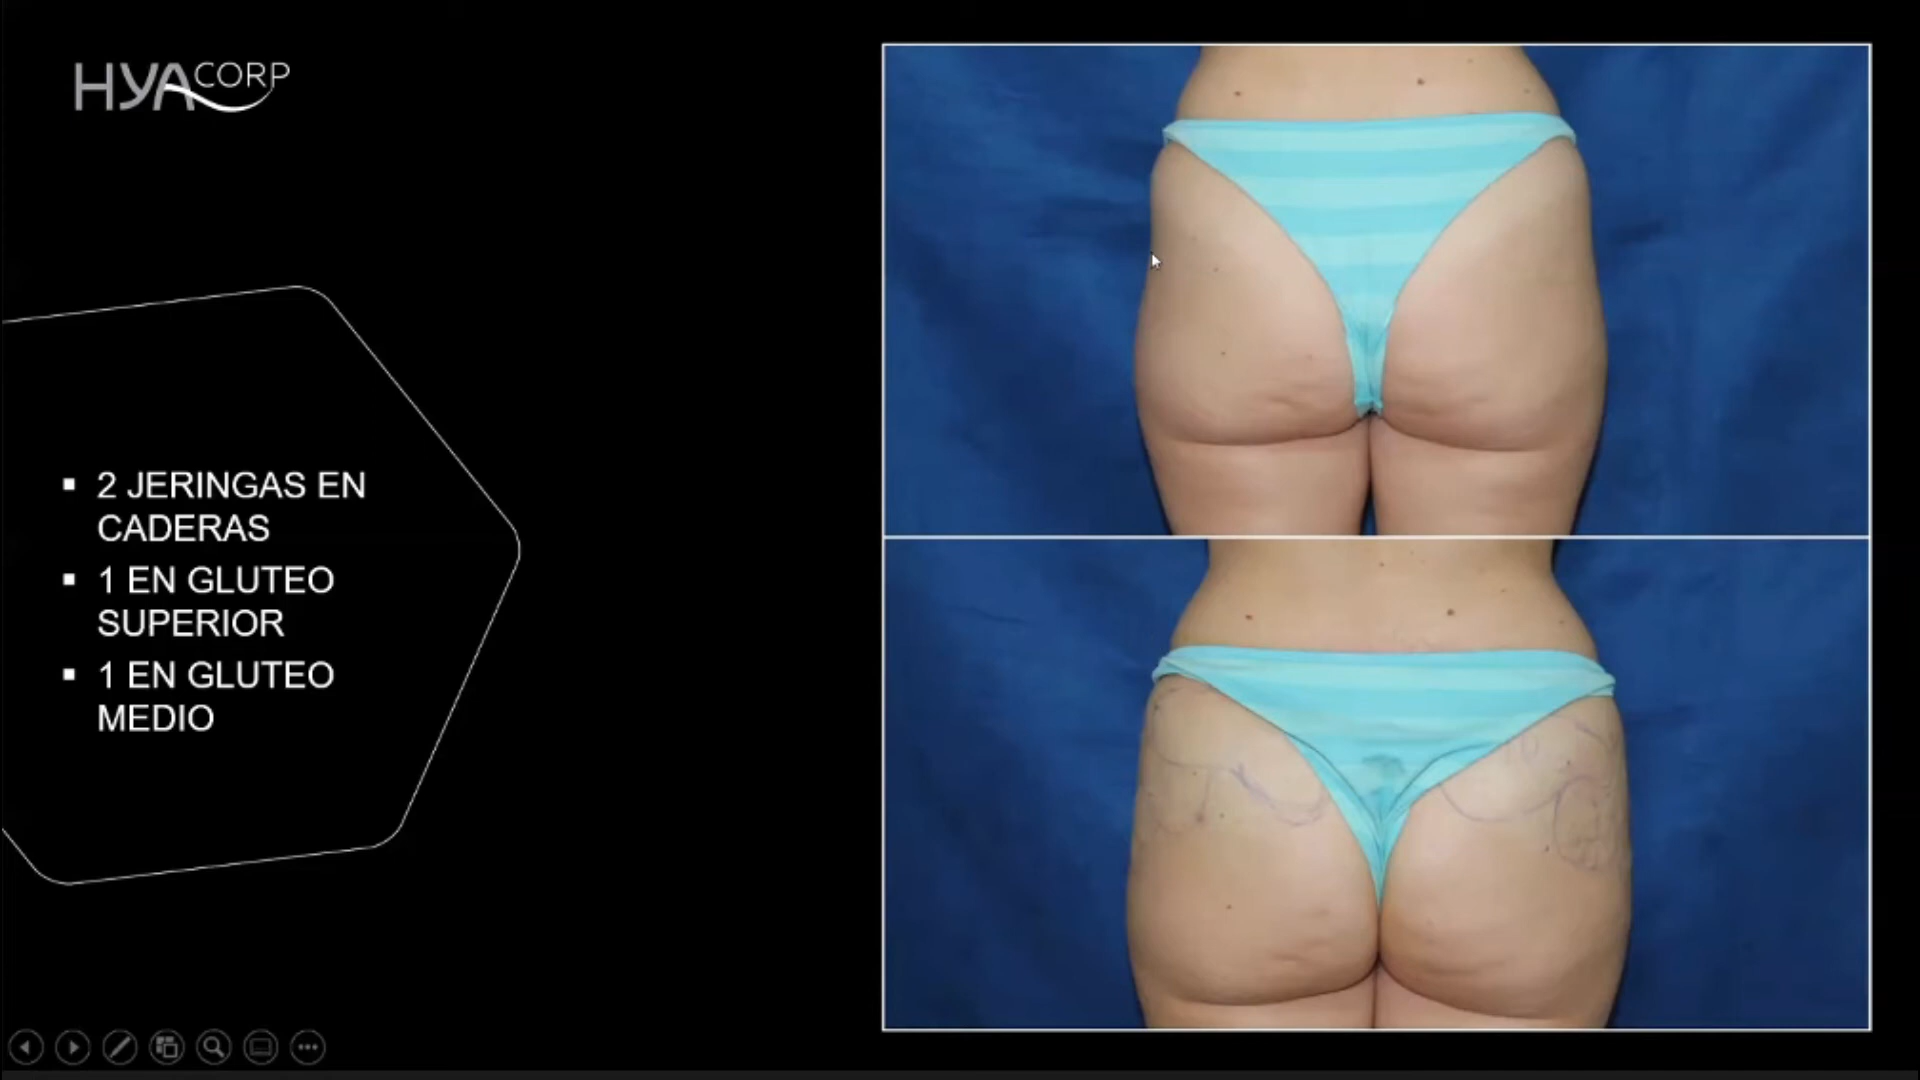 HYACORP
2 JERINGAS EN
CADERAS
1 EN GLUTEO
SUPERIOR
1 EN GLUTEO
MEDIO